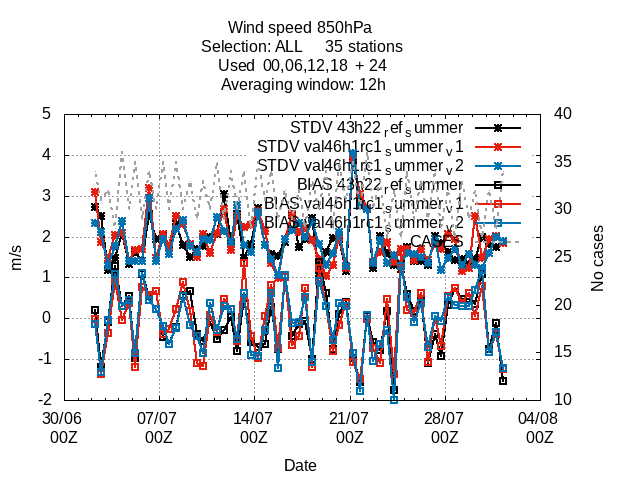 Wind speed 850hPa
Selection: ALL 35 stations
Used 00,06,12,18 + 24
Averaging window: 12h
STDV 43h22_ref_summer
STDV val46h1rc1_summer_v1
STDV val46h1rc1_summer_v2
BIAS 43h22_ref_summer
BIAS val46h1rc1_summer_v1
BIAS val46h1rc1_summer_v2
CASES
5 40
4 35
3 30
2
1 25
0 20
-1 15
-2 10
m/s
No cases
30/06 07/07 14/07 21/07 28/07 04/08
00Z 00Z 00Z 00Z 00Z 00Z
Date